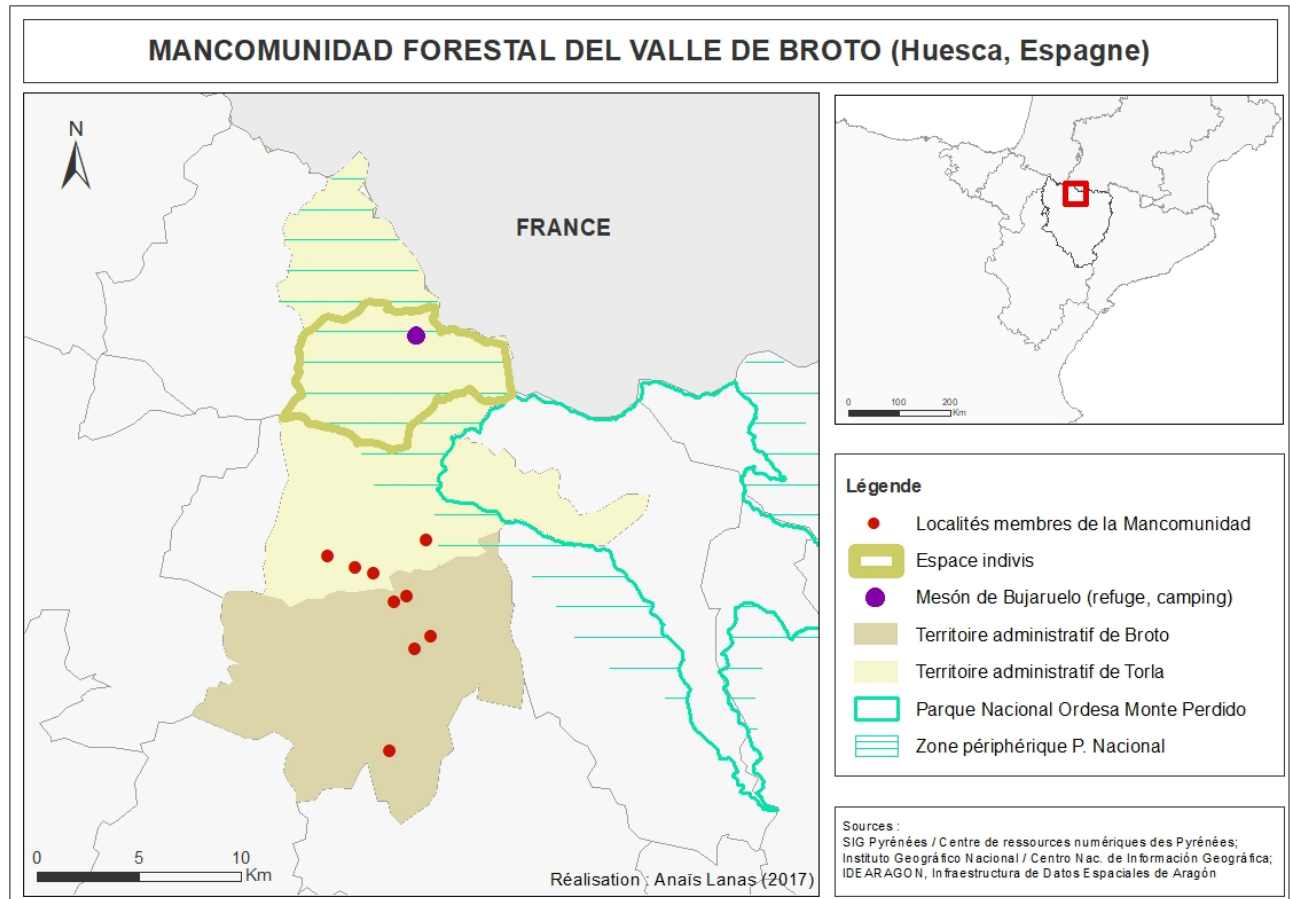 MANCOMUNIDAD FORESTAL DEL VALLE DE BROTO (Huesca, Espagne)
N
FRANCE
0 5 10
Km
Réalisation : Anaïs Lanas (2017)
0 100 200
Km
Légende
Localités membres de la Mancomunidad
Espace indivis
Mesón de Bujaruelo (refuge, camping)
Territoire administratif de Broto
Territoire administratif de Torla
Parque Nacional Ordesa Monte Perdido
Zone périphérique P. Nacional
Sources :
SIG Pyrénées / Centre de ressources numériques des Pyrénées;
Instituto Geográfico Nacional / Centro Nac. de Información Geográfica;
IDEARAGON, Infraestructura de Datos Espaciales de Aragón